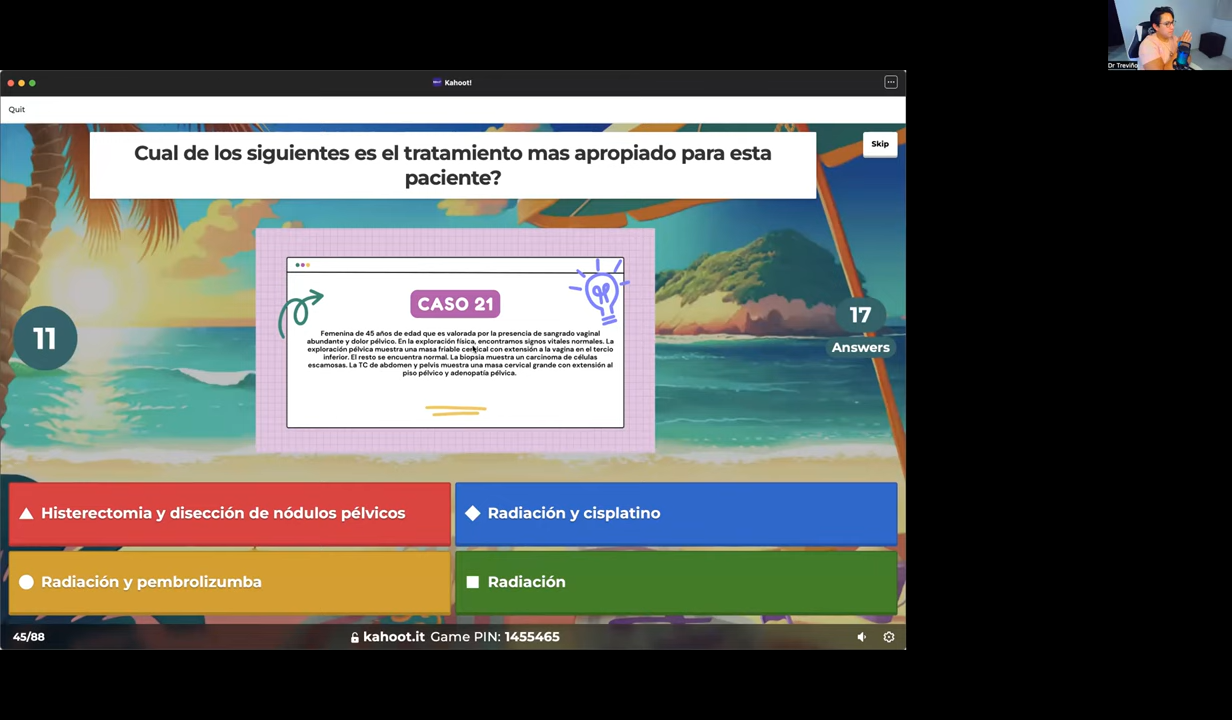 Dr Treviño
Kahoot!
Quit
Cual de los siguientes es el tratamiento mas apropiado para esta
paciente?
Skip
CASO 21
Femenina de 45 años de edad que es valorada por la presencia de sangrado vaginal
abundante y dolor pélvico. En la exploración física, encontramos signos vitales normales. La
exploración pélvica muestra una masa friable cervical con extensión a la vagina en el tercio
inferior. El resto se encuentra normal. La biopsia muestra un carcinoma de células
escamosas. La TC de abdomen y pelvis muestra una masa cervical grande con extensión al
piso pélvico y adenopatía pélvica.
11
17
Answers
Histerectomia y disección de nódulos pélvicos
Radiación y cisplatino
Radiación y pembrolizumba
Radiación
45/88
kahoot.it Game PIN: 1455465